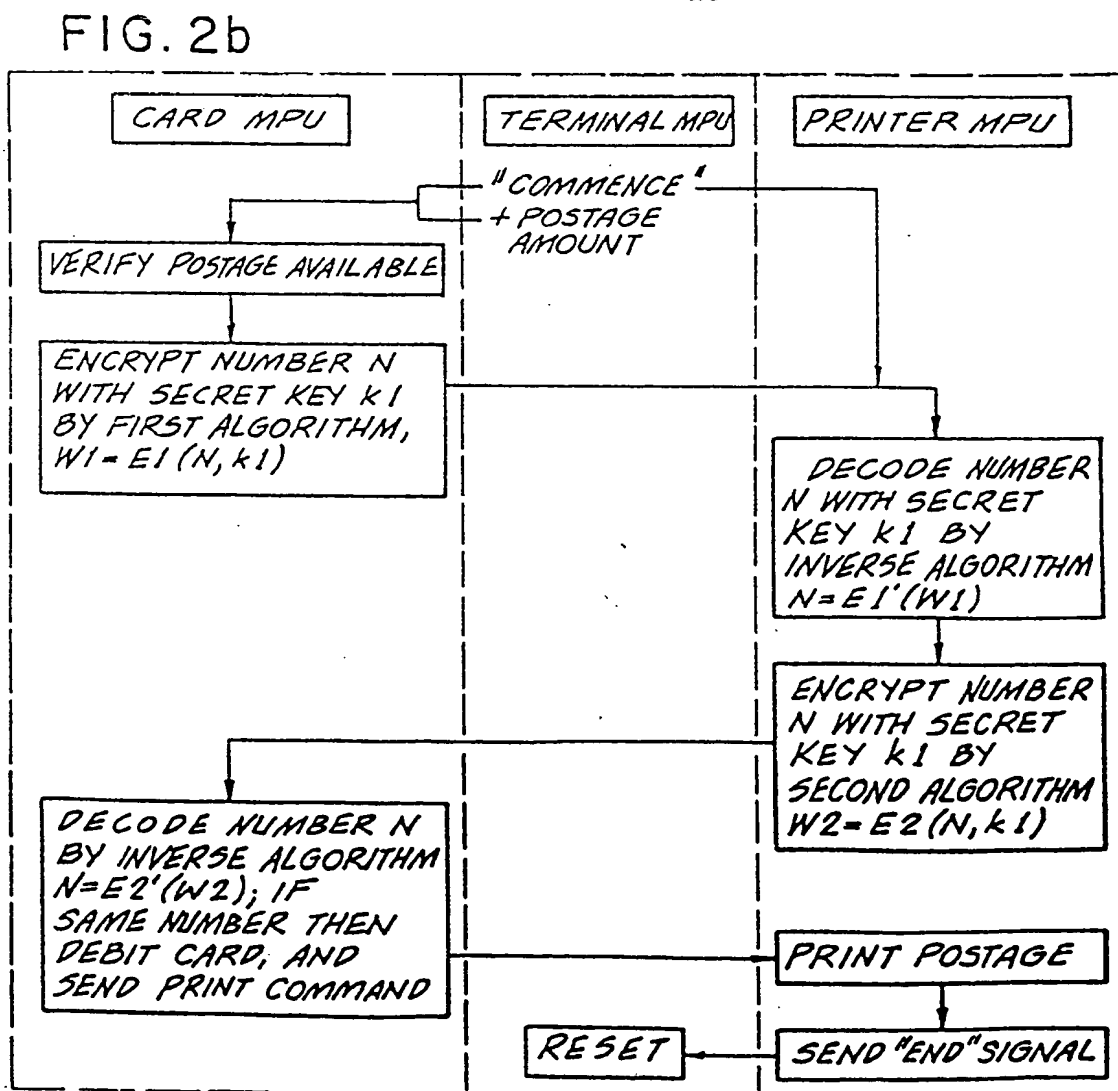 FIG. 2b
CARD MPU
TERMINAL MPU
PRINTER MPU
"COMMENCE"
+ POSTAGE
AMOUNT
VERIFY POSTAGE AVAILABLE
ENCRYPT NUMBER N
WITH SECRET KEY k1
BY FIRST ALGORITHM,
W1=E1(N,k1)
DECODE NUMBER
N WITH SECRET
KEY k1 BY
INVERSE ALGORITHM
N=E1'(W1)
ENCRYPT NUMBER
N WITH SECRET
KEY k1 BY
SECOND ALGORITHM
W2=E2(N,k1)
DECODE NUMBER N
BY INVERSE ALGORITHM
N=E2'(W2); IF
SAME NUMBER THEN
DEBIT CARD, AND
SEND PRINT COMMAND
PRINT POSTAGE
RESET
SEND "END" SIGNAL